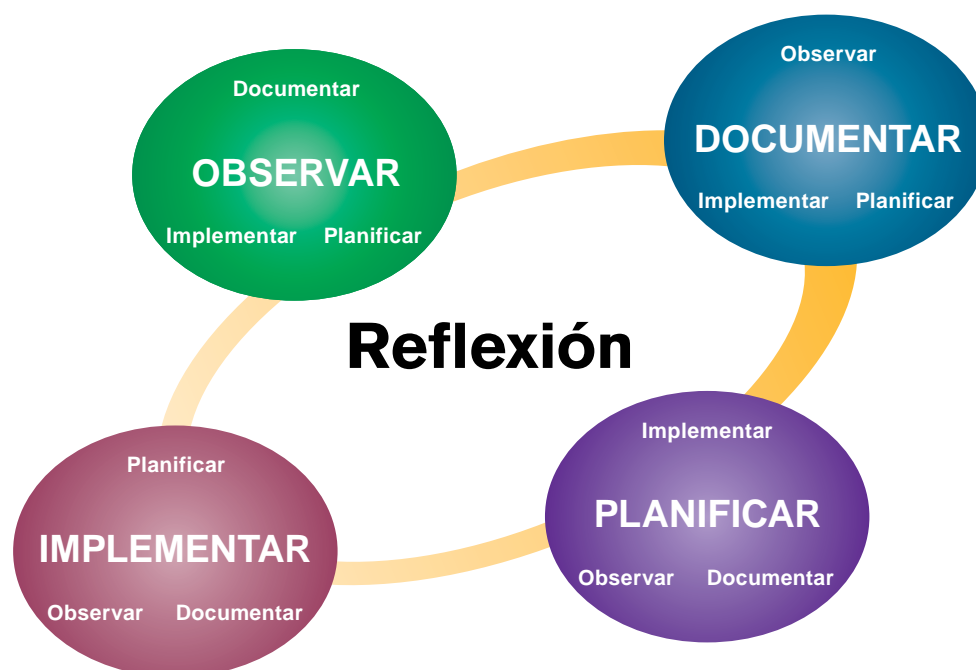 Documentar
OBSERVAR
Implementar Planificar
Observar
DOCUMENTAR
Implementar Planificar
Reflexión
Planificar
IMPLEMENTAR
Observar Documentar
Implementar
PLANIFICAR
Observar Documentar